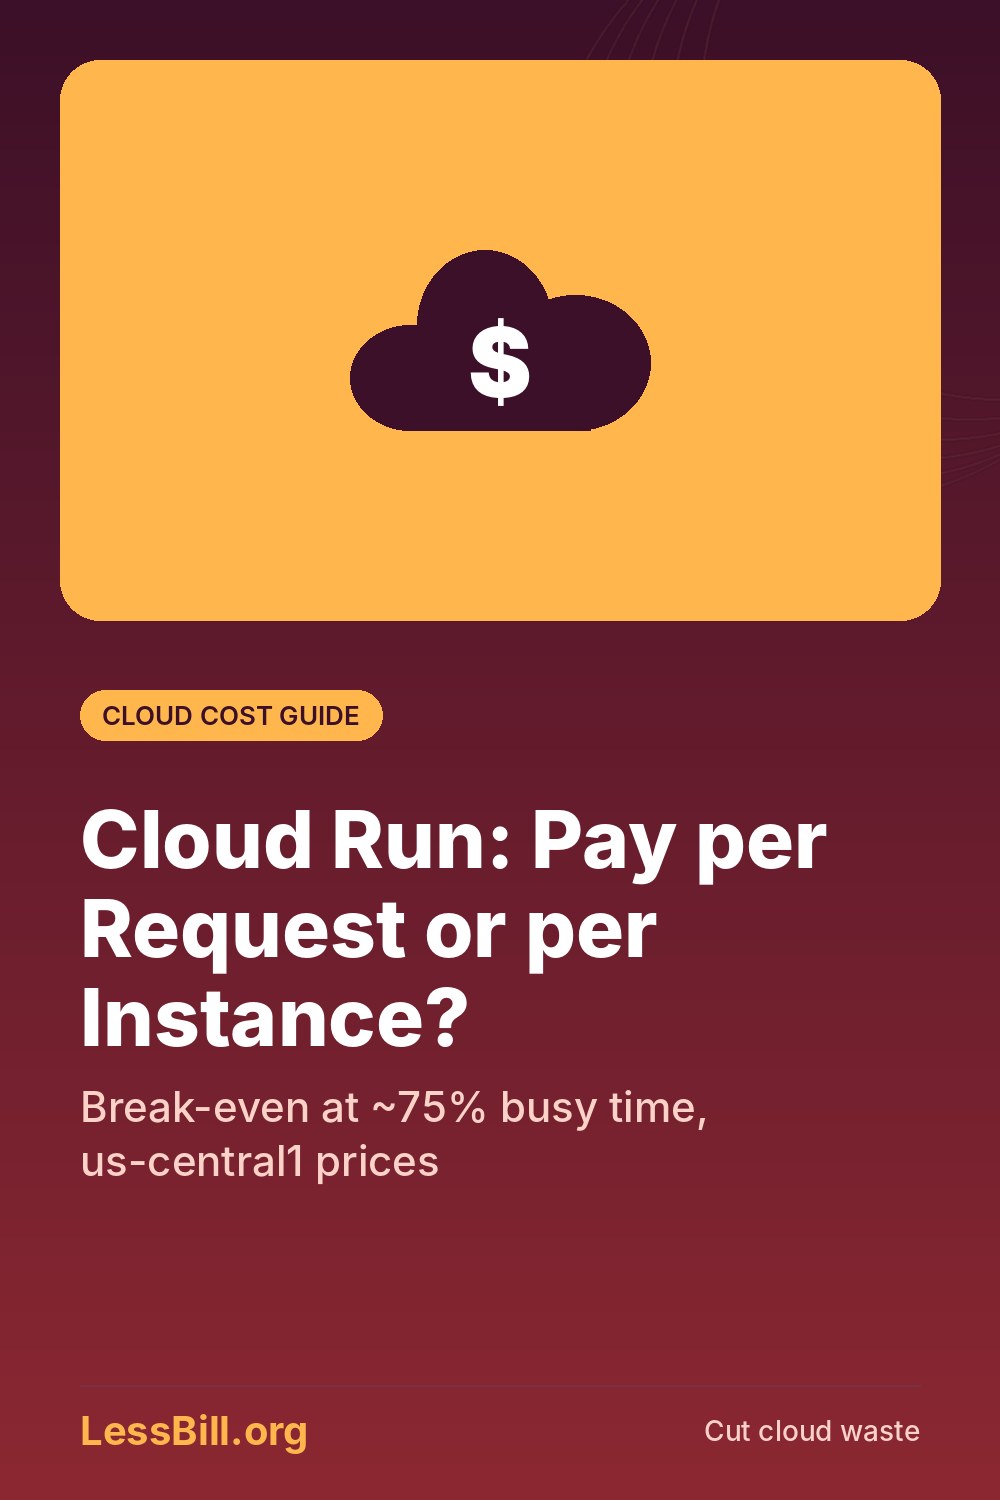 $
CLOUD COST GUIDE
Cloud Run: Pay per
Request or per
Instance?
Break-even at ~75% busy time,
us-central1 prices
LessBill.org
Cut cloud waste